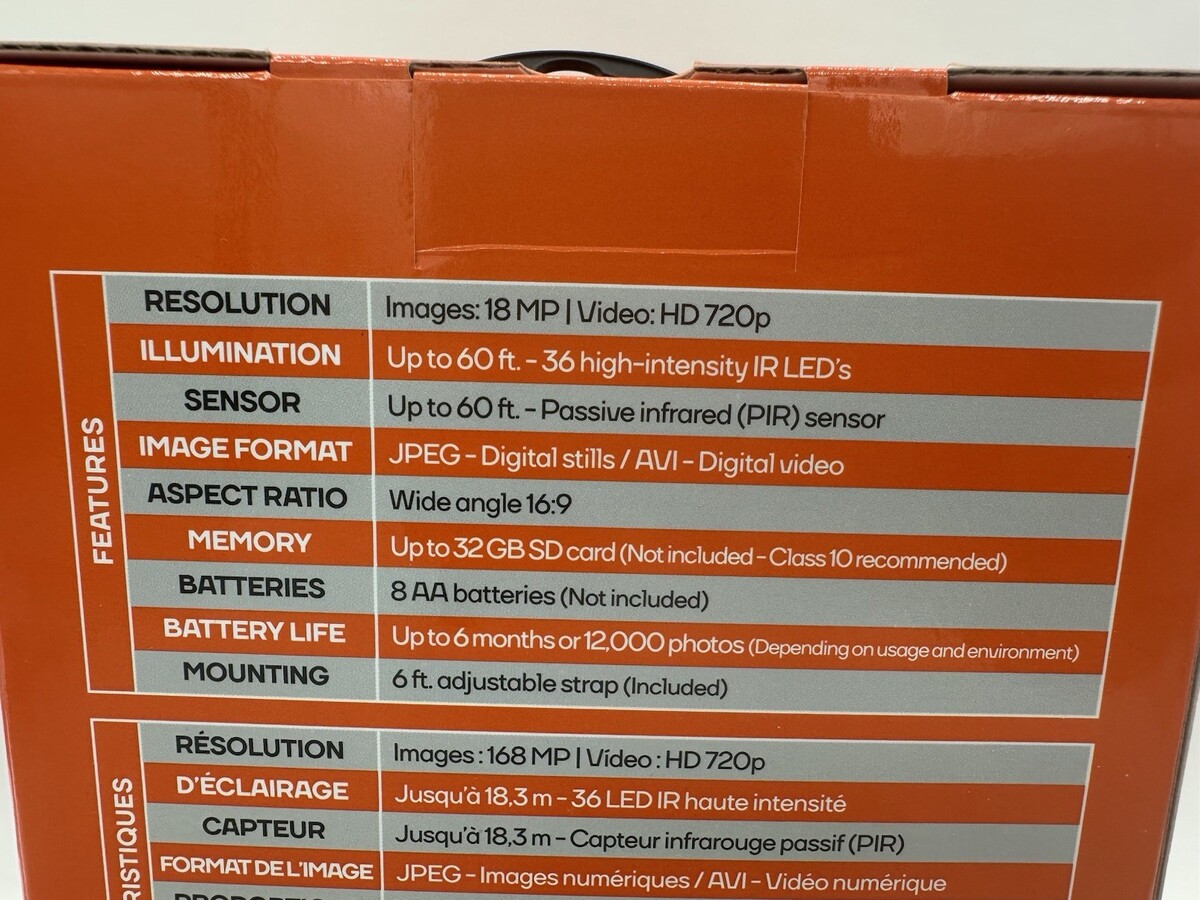 FEATURES
RESOLUTION Images: 18 MP | Video: HD 720p
ILLUMINATION Up to 60 ft. - 36 high-intensity IR LED's
SENSOR Up to 60 ft. - Passive infrared (PIR) sensor
IMAGE FORMAT JPEG - Digital stills / AVI - Digital video
ASPECT RATIO Wide angle 16:9
MEMORY Up to 32 GB SD card (Not included - Class 10 recommended)
BATTERIES 8 AA batteries (Not included)
BATTERY LIFE Up to 6 months or 12,000 photos (Depending on usage and environment)
MOUNTING 6 ft. adjustable strap (Included)
RÉSOLUTION Images : 168 MP | Vídeo : HD 720p
D'ÉCLAIRAGE Jusqu'à 18,3 m - 36 LED IR haute intensité
CAPTEUR Jusqu'à 18,3 m - Capteur infrarouge passif (PIR)
FORMAT DE L'IMAGE JPEG - Images numériques / AVI - Vidéo numérique